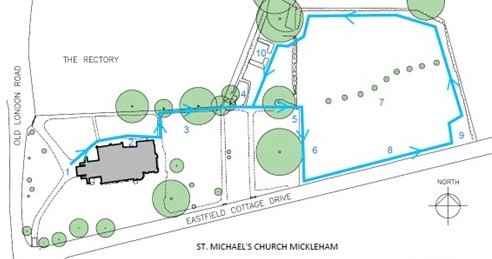 THE RECTORY
OLD LONDON ROAD
10
4
1
2
3
5
6
7
8
9
EASTFIELD COTTAGE DRIVE
NORTH
ST. MICHAEL'S CHURCH MICKLEHAM